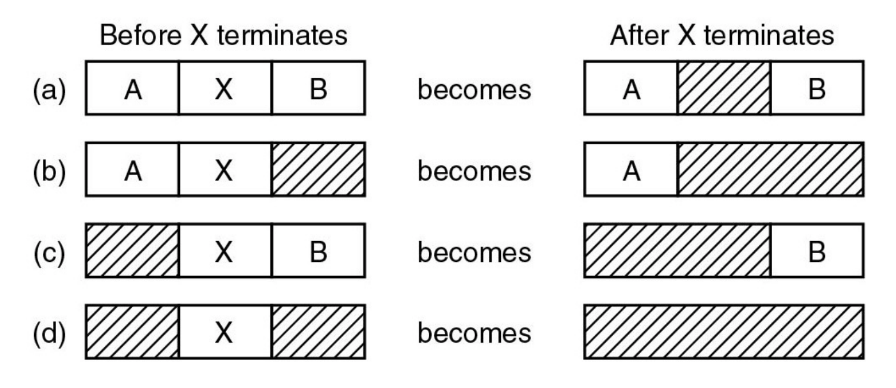 Before X terminates After X terminates
(a) A X B becomes A B
(b) A X becomes A
(c) X B becomes B
(d) X becomes